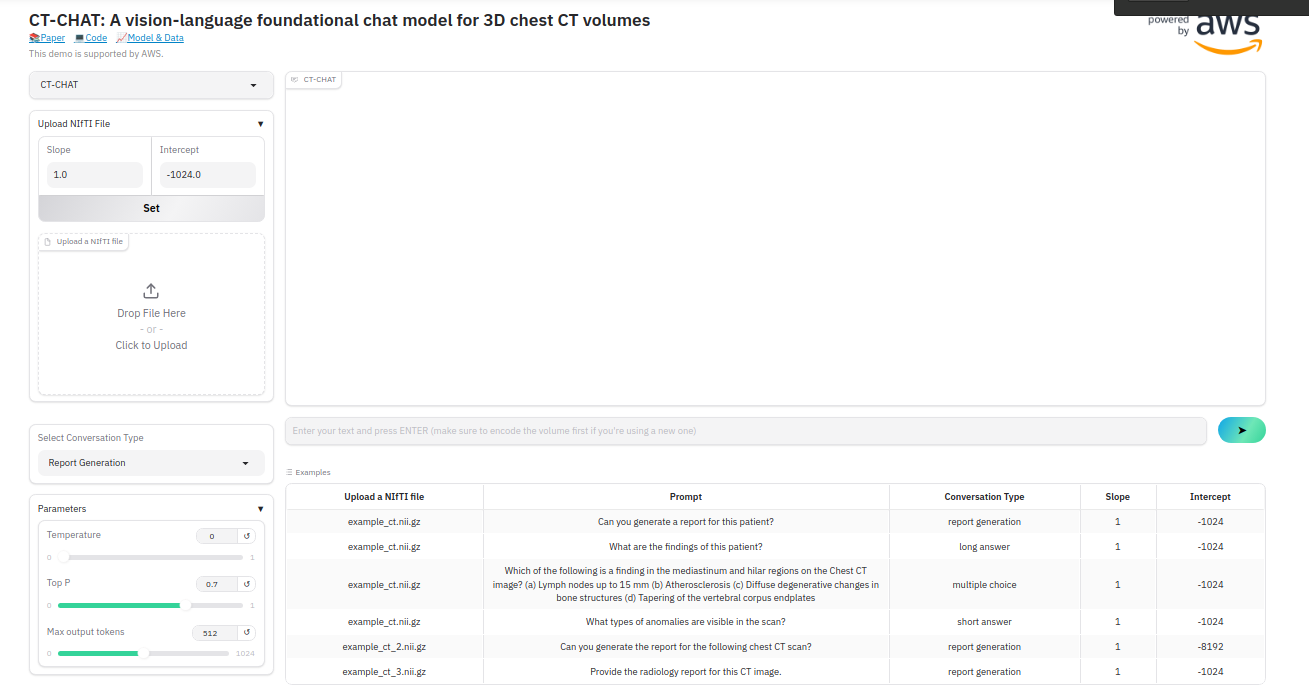 CT-CHAT: A vision-language foundational chat model for 3D chest CT volumes
📚Paper 💻Code 📈Model & Data
This demo is supported by AWS.
powered
by
aws
CT-CHAT
Upload NIfTI File
Slope
Intercept
1.0
-1024.0
Set
Upload a NIfTI file
Drop File Here
- or -
Click to Upload
Select Conversation Type
Report Generation
Parameters
Temperature
0
0
1
Top P
0.7
0
1
Max output tokens
512
0
1024
CT-CHAT
Enter your text and press ENTER (make sure to encode the volume first if you're using a new one)
Examples
Upload a NIfTI file Prompt Conversation Type Slope Intercept
example_ct.nii.gz Can you generate a report for this patient? report generation 1 -1024
example_ct.nii.gz What are the findings of this patient? long answer 1 -1024
Which of the following is a finding in the mediastinum and hilar regions on the Chest CT
example_ct.nii.gz image? (a) Lymph nodes up to 15 mm (b) Atherosclerosis (c) Diffuse degenerative changes in multiple choice 1 -1024
bone structures (d) Tapering of the vertebral corpus endplates
example_ct.nii.gz What types of anomalies are visible in the scan? short answer 1 -1024
example_ct_2.nii.gz Can you generate the report for the following chest CT scan? report generation 1 -8192
example_ct_3.nii.gz Provide the radiology report for this CT image. report generation 1 -1024